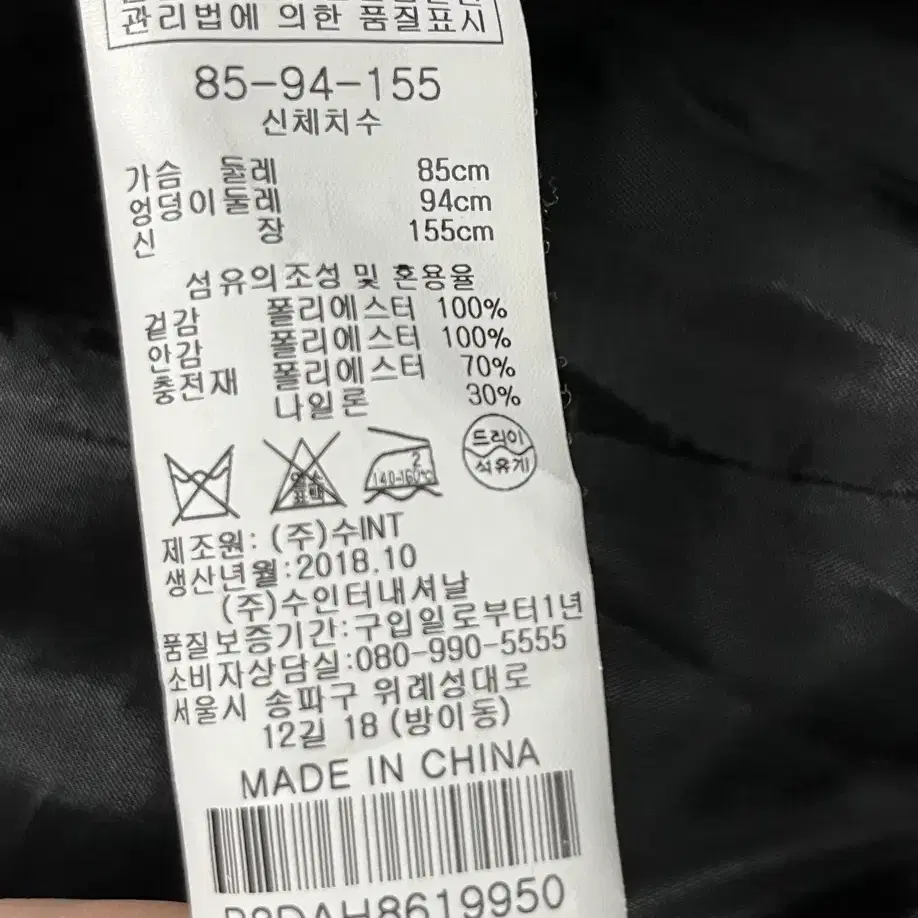 관리법에 의한 품질표시
85-94-155
신체치수
가슴 둘레 85cm
엉덩이둘레 94cm
신 장 155cm
섬유의조성 및 혼용율
겉감 폴리에스터 100%
안감 폴리에스터 100%
충전재 폴리에스터 70%
나일론 30%
염소
표백
2
140-160℃
드라이
석유계
제조원: (주)수INT
생산년월:2018.10
(주)수인터내셔날
품질보증기간:구입일로부터1년
소비자상담실:080-990-5555
서울시 송파구 위례성대로
12길 18 (방이동)
MADE IN CHINA